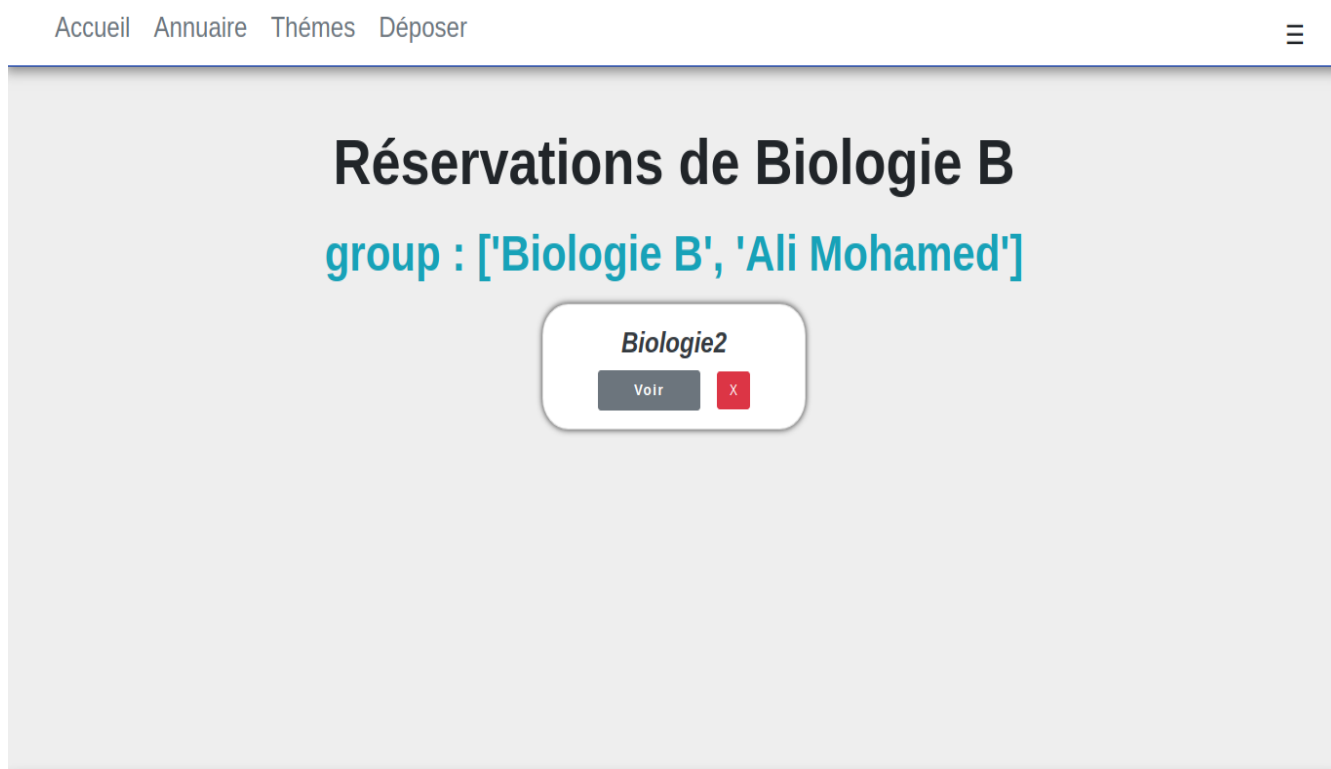 Accueil Annuaire Thémes Déposer ☰
Réservations de Biologie B
group : ['Biologie B', 'Ali Mohamed']
Biologie2
Voir X